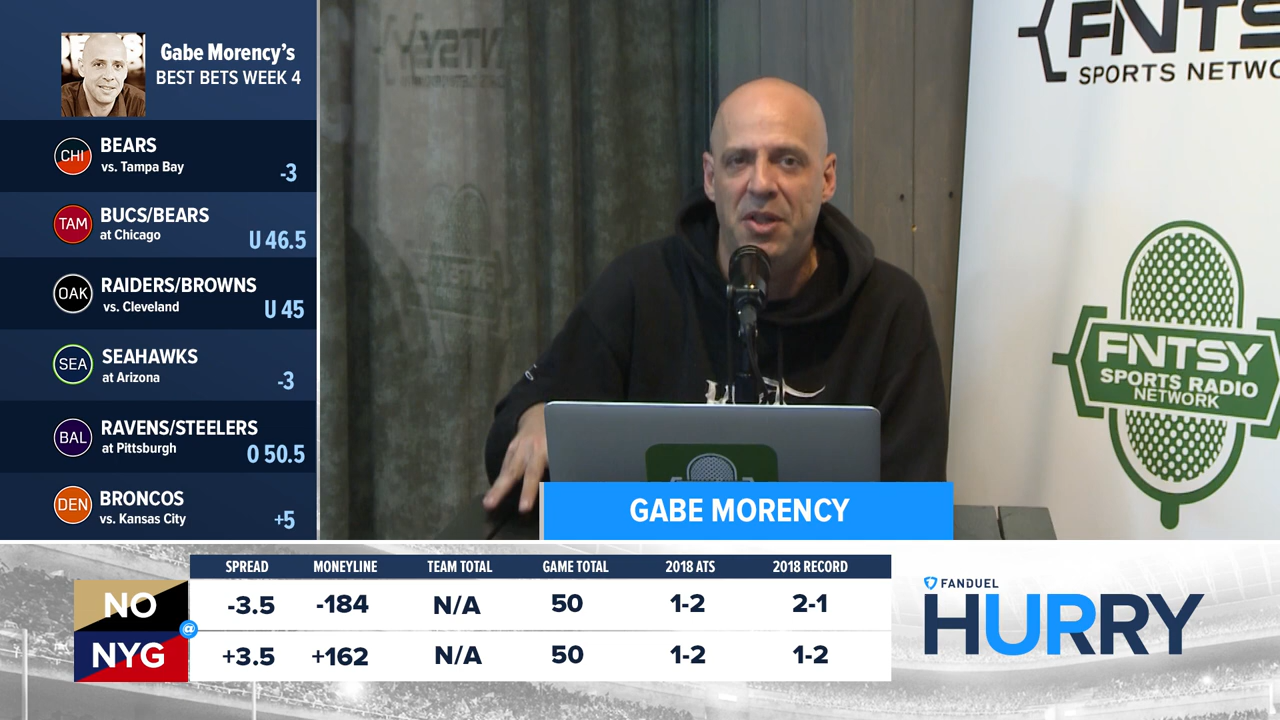 Gabe Morency's
BEST BETS WEEK 4
CHI
BEARS
vs. Tampa Bay
-3
TAM
BUCS/BEARS
at Chicago
U 46.5
OAK
RAIDERS/BROWNS
vs. Cleveland
U 45
SEA
SEAHAWKS
at Arizona
-3
BAL
RAVENS/STEELERS
at Pittsburgh
O 50.5
DEN
BRONCOS
vs. Kansas City
+5
FNTS
SPORTS NETWO
FNTSY
SPORTS RADIO
NETWORK
GABE MORENCY
SPREAD MONEYLINE TEAM TOTAL GAME TOTAL 2018 ATS 2018 RECORD
NO -3.5 -184 N/A 50 1-2 2-1
@
NYG +3.5 +162 N/A 50 1-2 1-2
FANDUEL
HURRY